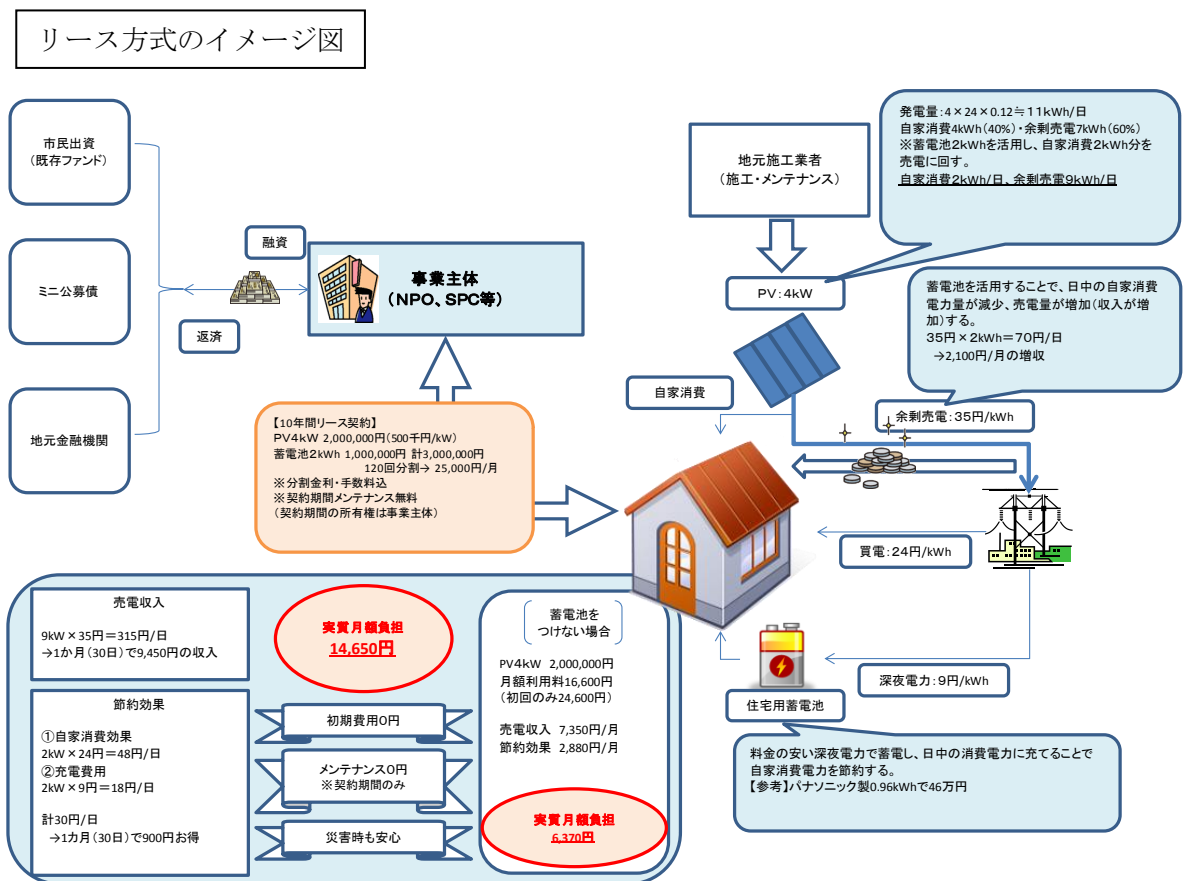 リース方式のイメージ図
市民出資
(既存ファンド)
ミニ公募債
地元金融機関
融資
返済
事業主体
(NPO、SPC等)
地元施工業者
(施工・メンテナンス)
発電量:4×24×0.12≒11kWh/日
自家消費4kWh(40%)・余剰売電7kWh(60%)
※蓄電池2kWhを活用し、自家消費2kWh分を
売電に回す。
自家消費2kWh/日、余剰売電9kWh/日
PV:4kW
蓄電池を活用することで、日中の自家消費
電力量が減少、売電量が増加(収入が増
加)する。
35円×2kWh=70円/日
→2,100円/月の増収
自家消費
余剰売電:35円/kWh
【10年間リース契約】
PV4kW 2,000,000円(500千円/kW)
蓄電池2kWh 1,000,000円 計3,000,000円
120回分割→ 25,000円/月
※分割金利・手数料込
※契約期間メンテナンス無料
(契約期間の所有権は事業主体)
買電:24円/kWh
深夜電力:9円/kWh
住宅用蓄電池
料金の安い深夜電力で蓄電し、日中の消費電力に充てることで
自家消費電力を節約する。
【参考】パナソニック製0.96kWhで46万円
売電収入
9kW×35円=315円/日
→1か月(30日)で9,450円の収入
節約効果
①自家消費効果
2kW×24円=48円/日
②充電費用
2kW×9円=18円/日
計30円/日
→1カ月(30日)で900円お得
実質月額負担
14,650円
初期費用0円
メンテナンス0円
※契約期間のみ
災害時も安心
蓄電池を
つけない場合
PV4kW 2,000,000円
月額利用料16,600円
(初回のみ24,600円)
売電収入 7,350円/月
節約効果 2,880円/月
実質月額負担
6,370円